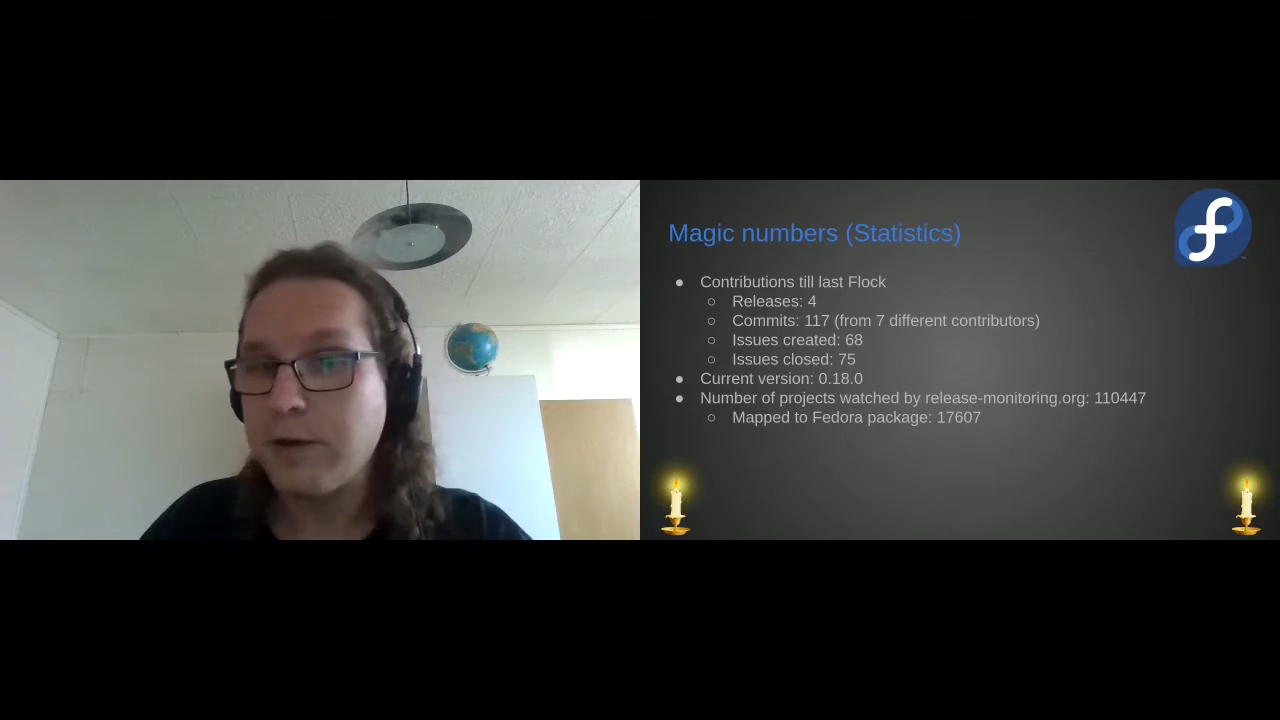 Magic numbers (Statistics)
● Contributions till last Flock
○ Releases: 4
○ Commits: 117 (from 7 different contributors)
○ Issues created: 68
○ Issues closed: 75
● Current version: 0.18.0
● Number of projects watched by release-monitoring.org: 110447
○ Mapped to Fedora package: 17607